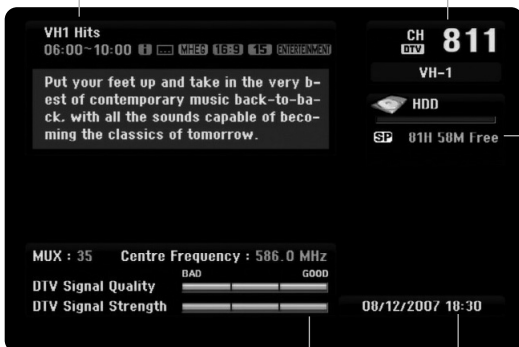 VH1 Hits
06:00~10:00 i ... MHEG 16:9 15 ENTERTAINMENT
Put your feet up and take in the very b-
est of contemporary music back-to-ba-
ck. with all the sounds capable of beco-
ming the classics of tomorrow.
CH DTV 811
VH-1
HDD
SP 81H 58M Free
MUX : 35 Centre Frequency : 586.0 MHz
BAD GOOD
DTV Signal Quality
DTV Signal Strength
08/12/2007 18:30